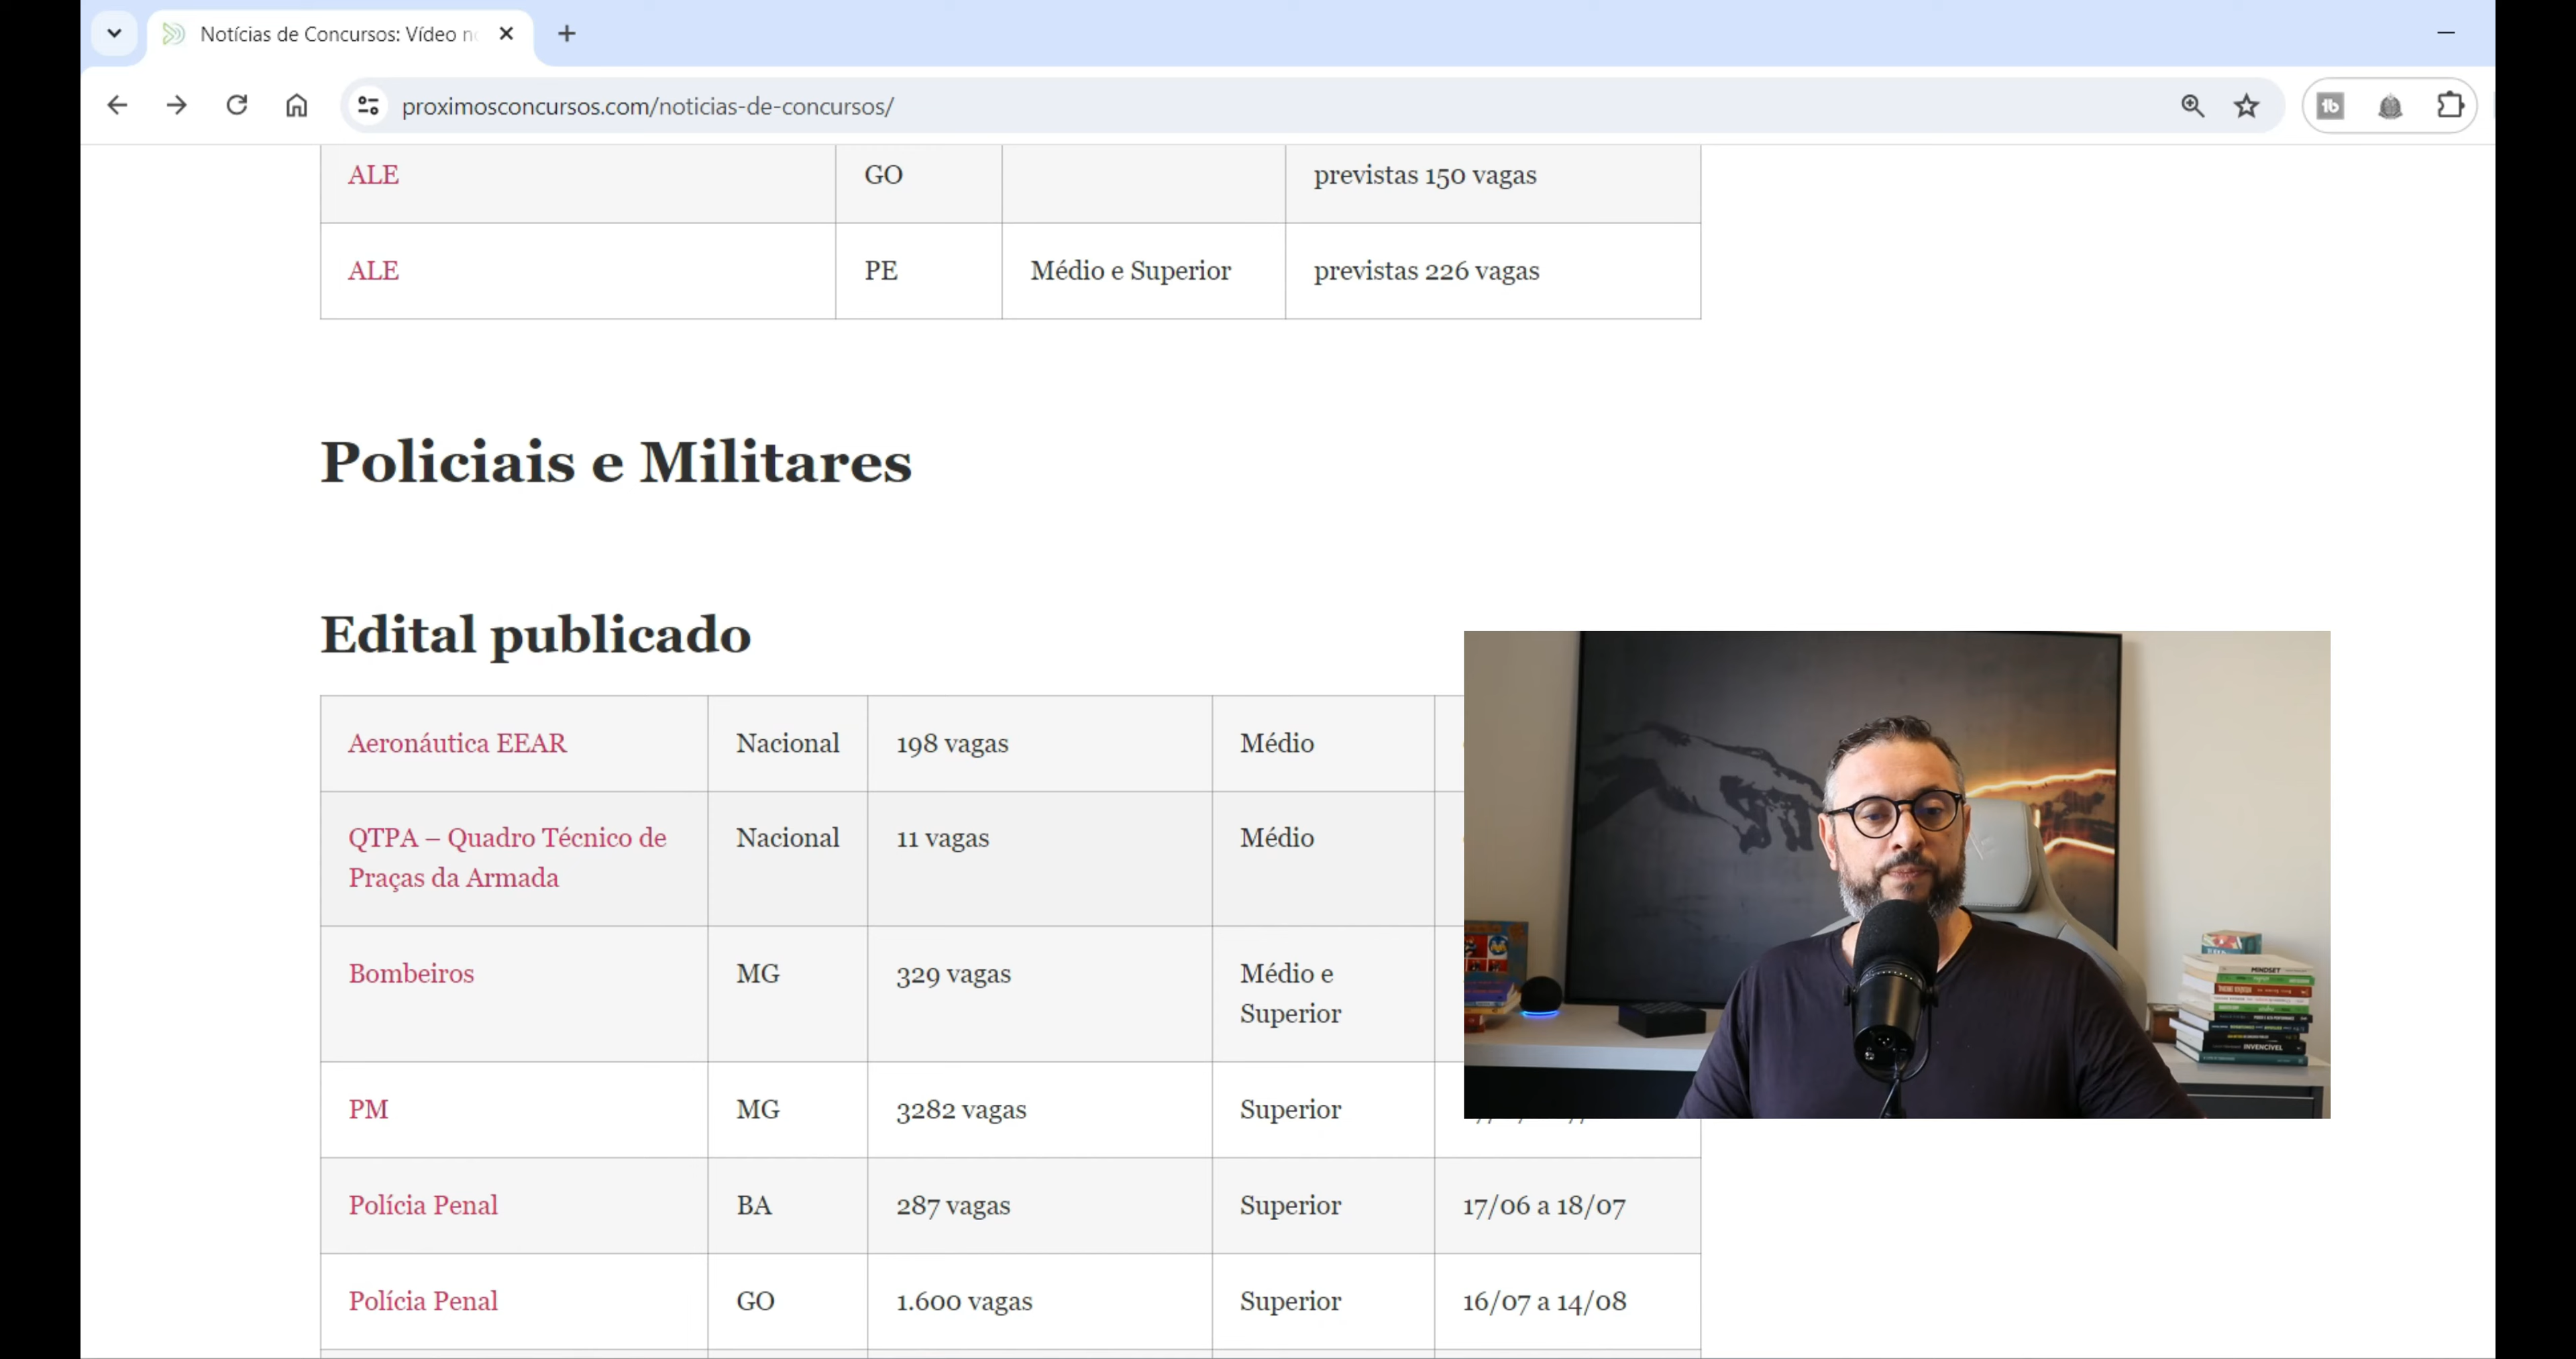 Notícias de Concursos: Vídeo n
proximosconcursos.com/noticias-de-concursos/
ALE GO previstas 150 vagas
ALE PE Médio e Superior previstas 226 vagas
Policiais e Militares
Edital publicado
Aeronáutica EEAR Nacional 198 vagas Médio
QTPA – Quadro Técnico de Nacional 11 vagas Médio
Praças da Armada
Bombeiros MG 329 vagas Médio e
Superior
PM MG 3282 vagas Superior
Polícia Penal BA 287 vagas Superior 17/06 a 18/07
Polícia Penal GO 1.600 vagas Superior 16/07 a 14/08
MINDSET
INVENCÍVEL